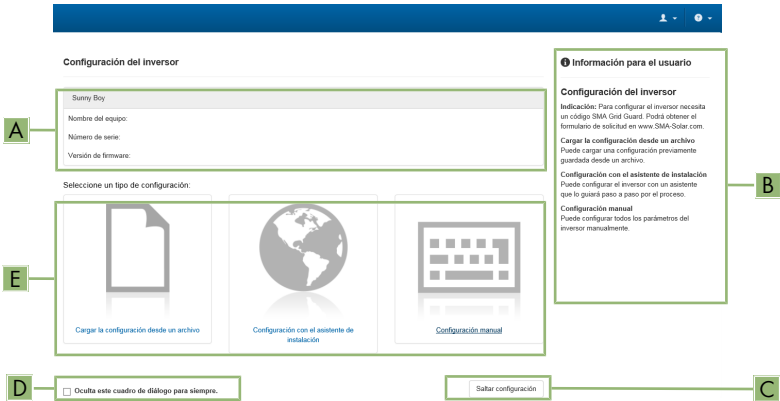 Configuración del inversor
Sunny Boy
Nombre del equipo:
Número de serie:
Versión de firmware:
A
Seleccione un tipo de configuración:
Cargar la configuración desde un archivo
Configuración con el asistente de
instalación
Configuración manual
E
Oculta este cuadro de diálogo para siempre.
D
Saltar configuración
C
Información para el usuario
Configuración del inversor
Indicación: Para configurar el inversor necesita
un código SMA Grid Guard. Podrá obtener el
formulario de solicitud en www.SMA-Solar.com.
Cargar la configuración desde un archivo
Puede cargar una configuración previamente
guardada desde un archivo.
Configuración con el asistente de instalación
Puede configurar el inversor con un asistente
que lo guiará paso a paso por el proceso.
Configuración manual
Puede configurar todos los parámetros del
inversor manualmente.
B